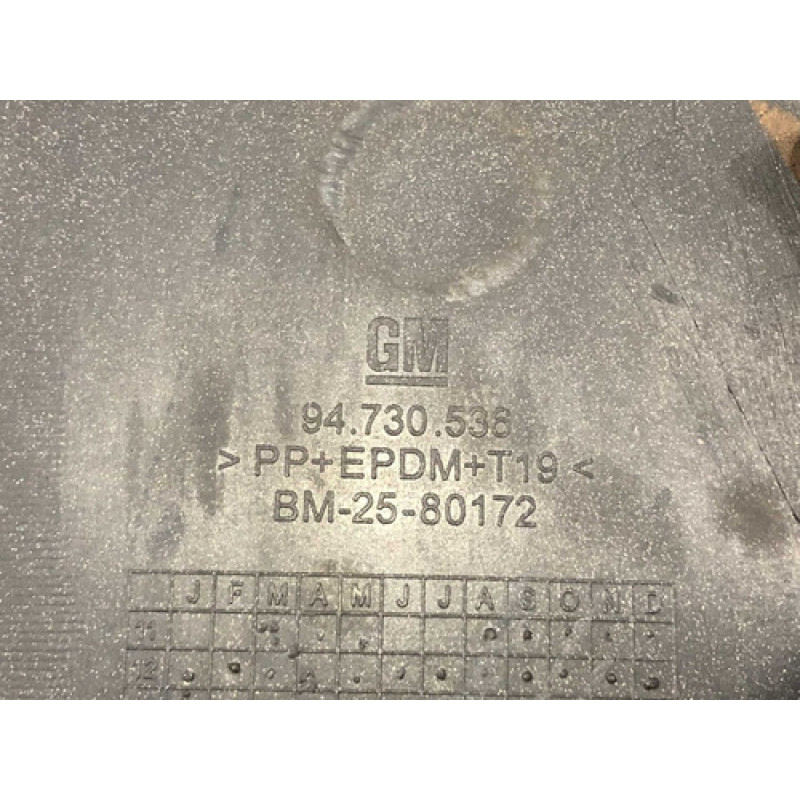 GM
94.730.536
> PP+EPDM+T19 <
BM-25-80172
J F M A M J J A S O N D
11
12